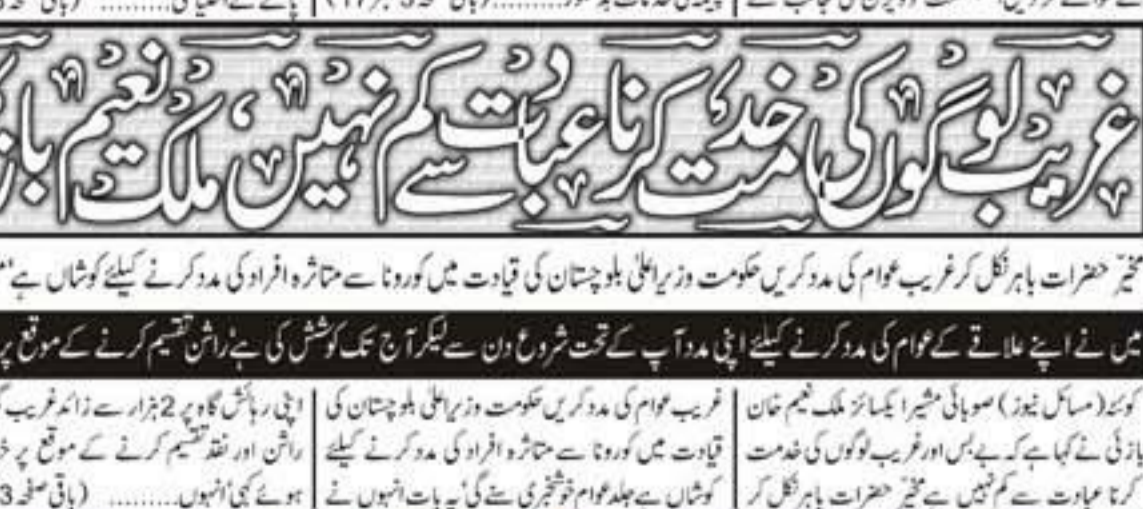 غریب لوگوں کی خدمت کرنا عبادت سے کم نہیں، ملک نعیم
مخیر حضرات باہر نکل کر غریب عوام کی مدد کریں حکومت وزیراعلیٰ بلوچستان کی قیادت میں کورونا سے متاثرہ افراد کی مدد کرنے کیلئے کوشاں ہے
میں نے اپنے علاقے کے عوام کی مدد کرنے کیلئے اپنی مدد آپ کے تحت شروع دن سے لیکر آج تک کوشش کی ہے، راشن تقسیم کرنے کے موقع پر
کوئٹہ (مسائل نیوز) صوبائی مشیر ایکسائز ملک نعیم خان
بازئی نے کہا ہے کہ بے بس اور غریب لوگوں کی خدمت
کرنا عبادت سے کم نہیں ہے مخیر حضرات باہر نکل کر
غریب عوام کی مدد کریں حکومت وزیراعلیٰ بلوچستان کی
قیادت میں کورونا سے متاثرہ افراد کی مدد کرنے کیلئے
کوشاں ہے جلد عوام خوشخبری سنے گی، یہ بات انہوں نے
اپنی رہائش گاہ پر 2 ہزار سے زائد غریب
راشن اور نقد تقسیم کرنے کے موقع پر
ہوئے کہی، انہوں......... (باقی صفحہ 3